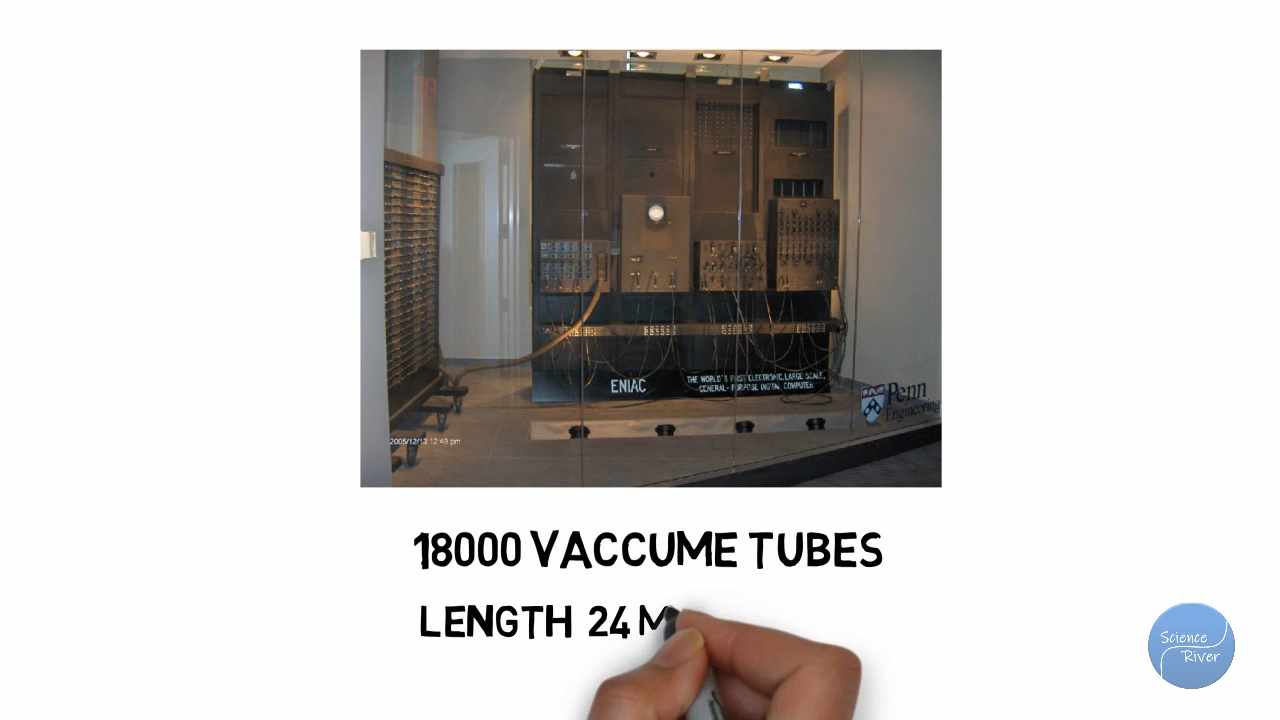 ENIAC
THE WORLD'S FIRST ELECTRONIC, LARGE SCALE,
GENERAL-PURPOSE DIGITAL COMPUTER
Penn
Engineering
2005/12/13 12:40 pm
18000 VACCUME TUBES
LENGTH 24 M
Science
River